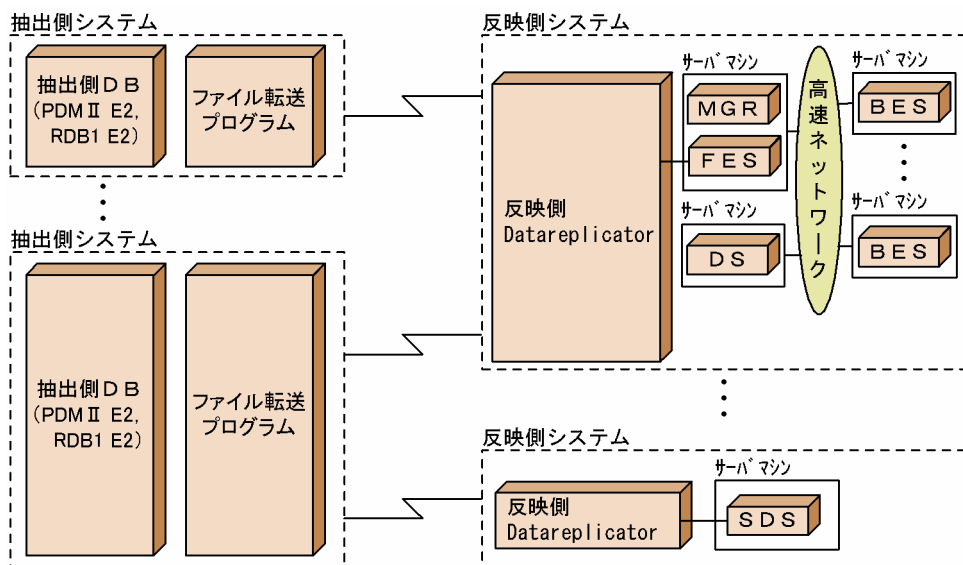 抽出側システム
抽出側ＤＢ
(PDMⅡ E2,
RDB1 E2)
ファイル転送
プログラム
抽出側システム
抽出側ＤＢ
(PDMⅡ E2,
RDB1 E2)
ファイル転送
プログラム
反映側システム
反映側
Datareplicator
ｻｰﾊﾞﾏｼﾝ
ＭＧＲ
ＦＥＳ
ｻｰﾊﾞﾏｼﾝ
ＤＳ
高速ネットワーク
ｻｰﾊﾞﾏｼﾝ
ＢＥＳ
ｻｰﾊﾞﾏｼﾝ
ＢＥＳ
反映側システム
反映側
Datareplicator
ｻｰﾊﾞﾏｼﾝ
ＳＤＳ